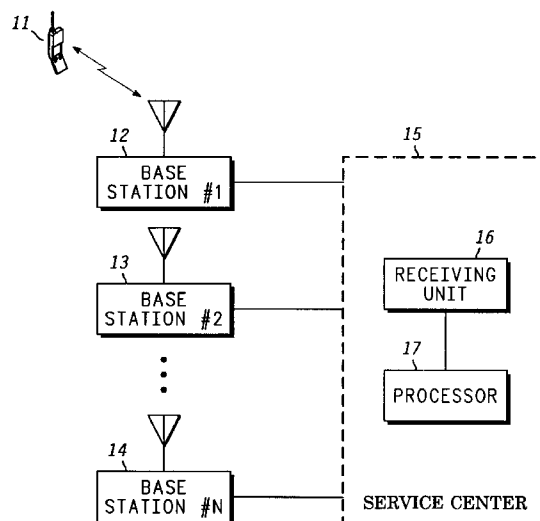 11
12
BASE
STATION #1
13
BASE
STATION #2
14
BASE
STATION #N
15
16
RECEIVING
UNIT
17
PROCESSOR
SERVICE CENTER